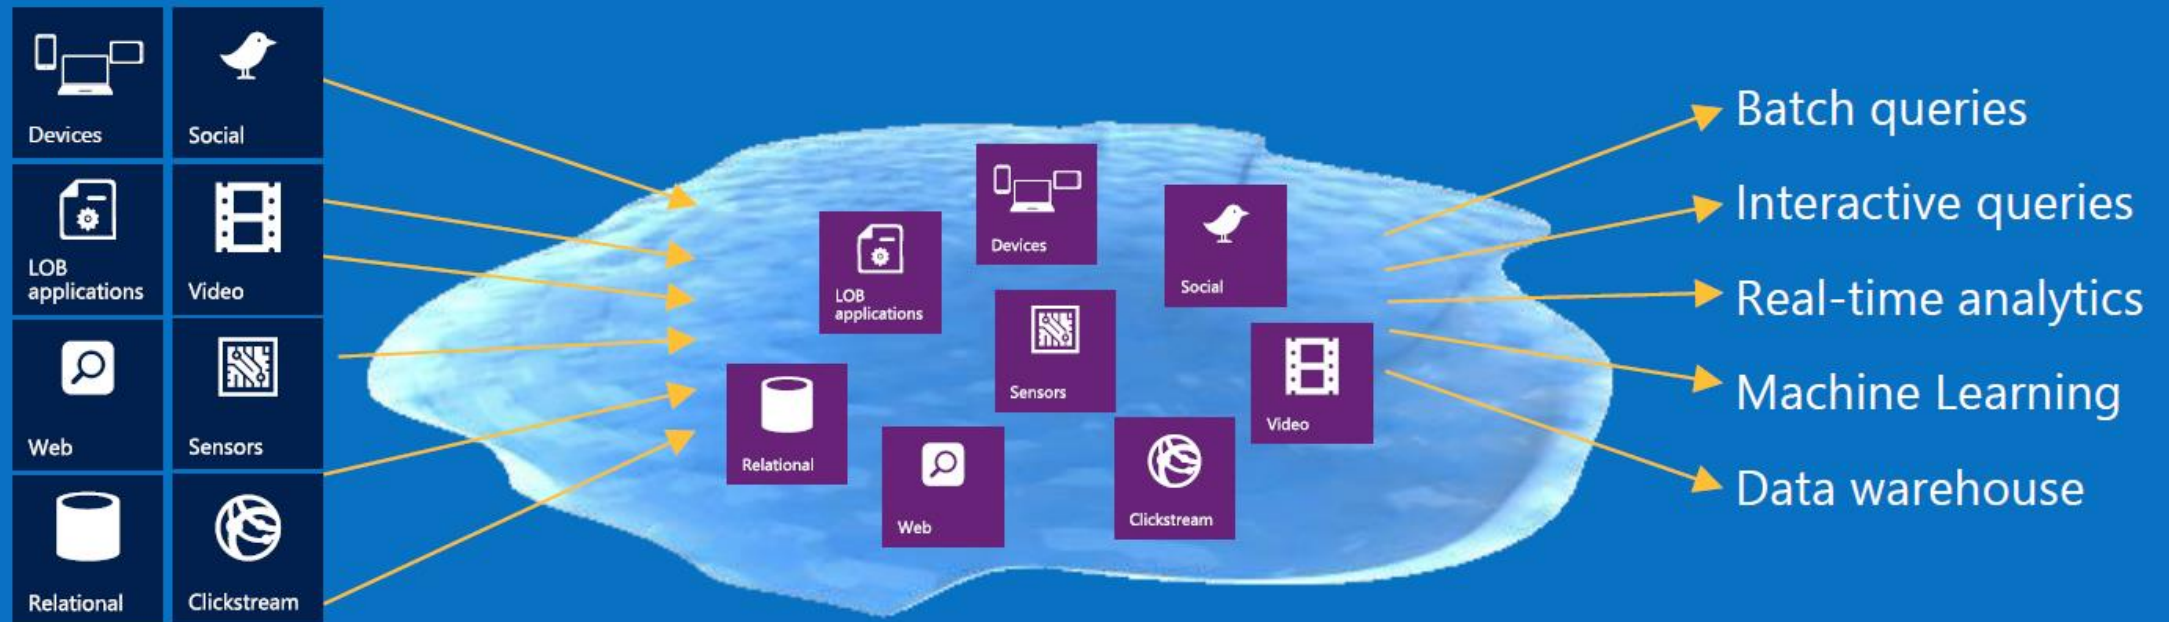 Devices
Social
LOB
applications
Video
Web
Sensors
Relational
Clickstream
Devices
Social
LOB
applications
Sensors
Video
Relational
Web
Clickstream
Batch queries
Interactive queries
Real-time analytics
Machine Learning
Data warehouse